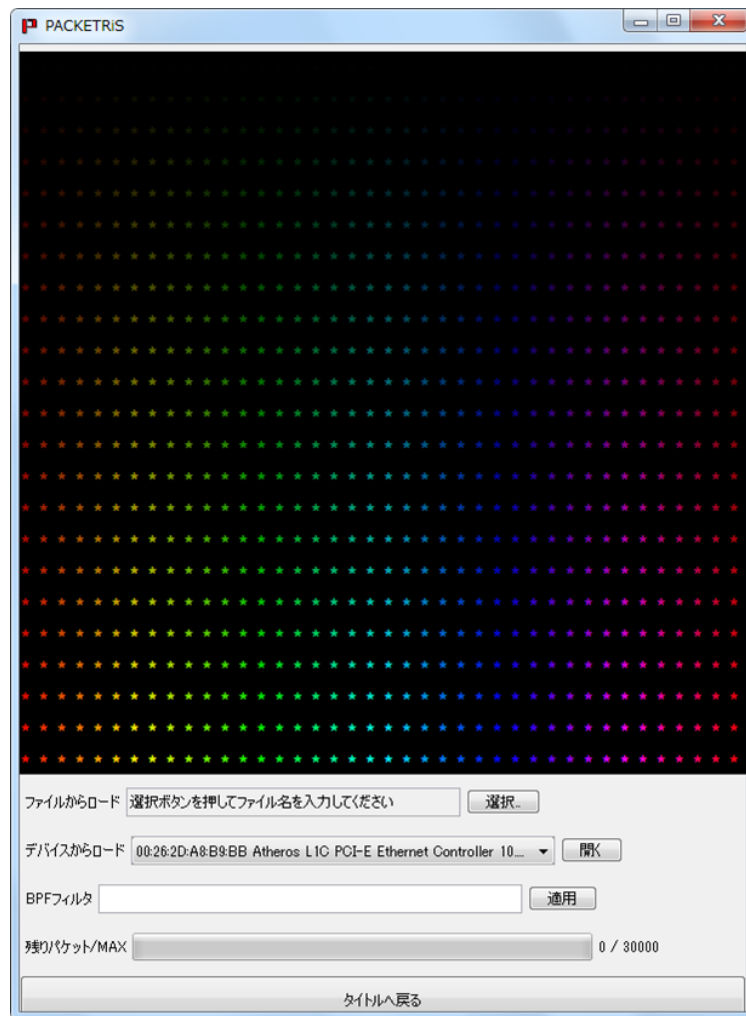 PACKETRiS
ファイルからロード 選択ボタンを押してファイル名を入力してください 選択...
デバイスからロード 00:26:2D:A8:B9:BB Atheros L1C PCI-E Ethernet Controller 10... 開く
BPFフィルタ 適用
残りパケット/MAX 0 / 30000
タイトルへ戻る